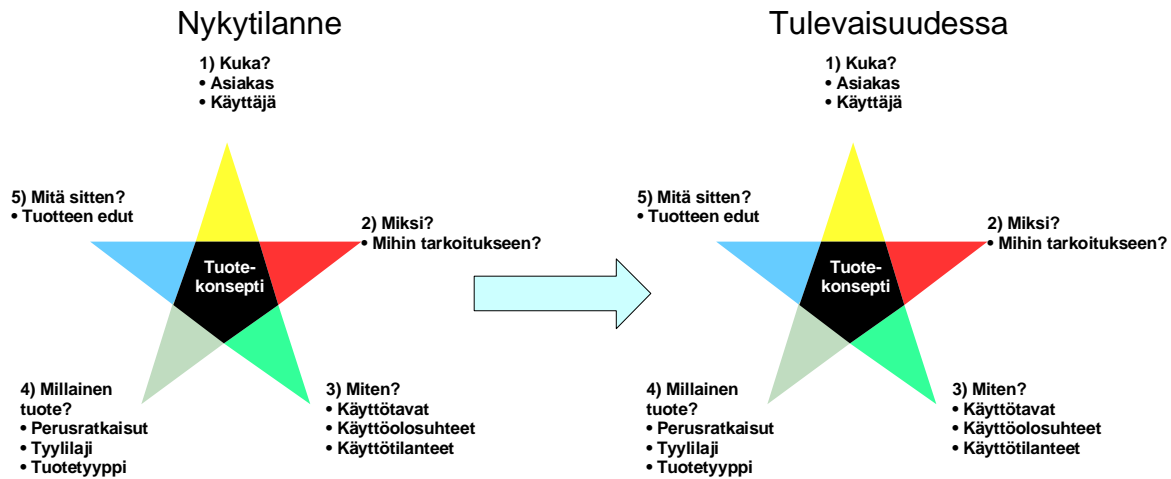 Nykytilanne
1) Kuka?
• Asiakas
• Käyttäjä
5) Mitä sitten?
• Tuotteen edut
2) Miksi?
• Mihin tarkoitukseen?
Tuote-
konsepti
4) Millainen
tuote?
• Perusratkaisut
• Tyylilaji
• Tuotetyyppi
3) Miten?
• Käyttötavat
• Käyttöolosuhteet
• Käyttötilanteet
Tulevaisuudessa
1) Kuka?
• Asiakas
• Käyttäjä
5) Mitä sitten?
• Tuotteen edut
2) Miksi?
• Mihin tarkoitukseen?
Tuote-
konsepti
4) Millainen
tuote?
• Perusratkaisut
• Tyylilaji
• Tuotetyyppi
3) Miten?
• Käyttötavat
• Käyttöolosuhteet
• Käyttötilanteet